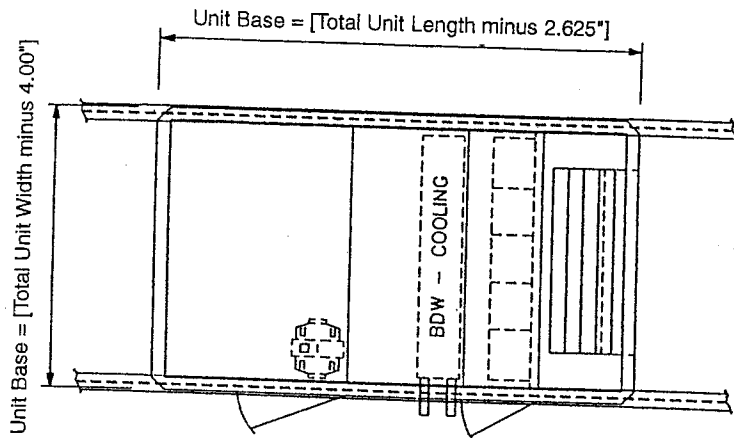 Unit Base = [Total Unit Length minus 2.625"]
Unit Base = [Total Unit Width minus 4.00"]
BDW - COOLING